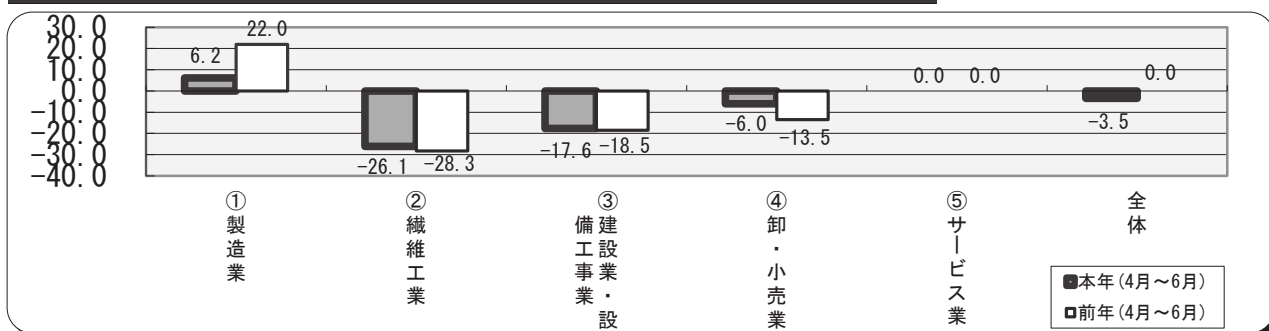 30.0
20.0
10.0
0.0
-10.0
-20.0
-30.0
-40.0
6.2
22.0
-26.1
-28.3
-17.6
-18.5
-6.0
-13.5
0.0
0.0
-3.5
0.0
①製造業
②繊維工業
③建設業・設
備工事業
④卸・小売業
⑤サービス業
全体
本年(4月～6月)
前年(4月～6月)